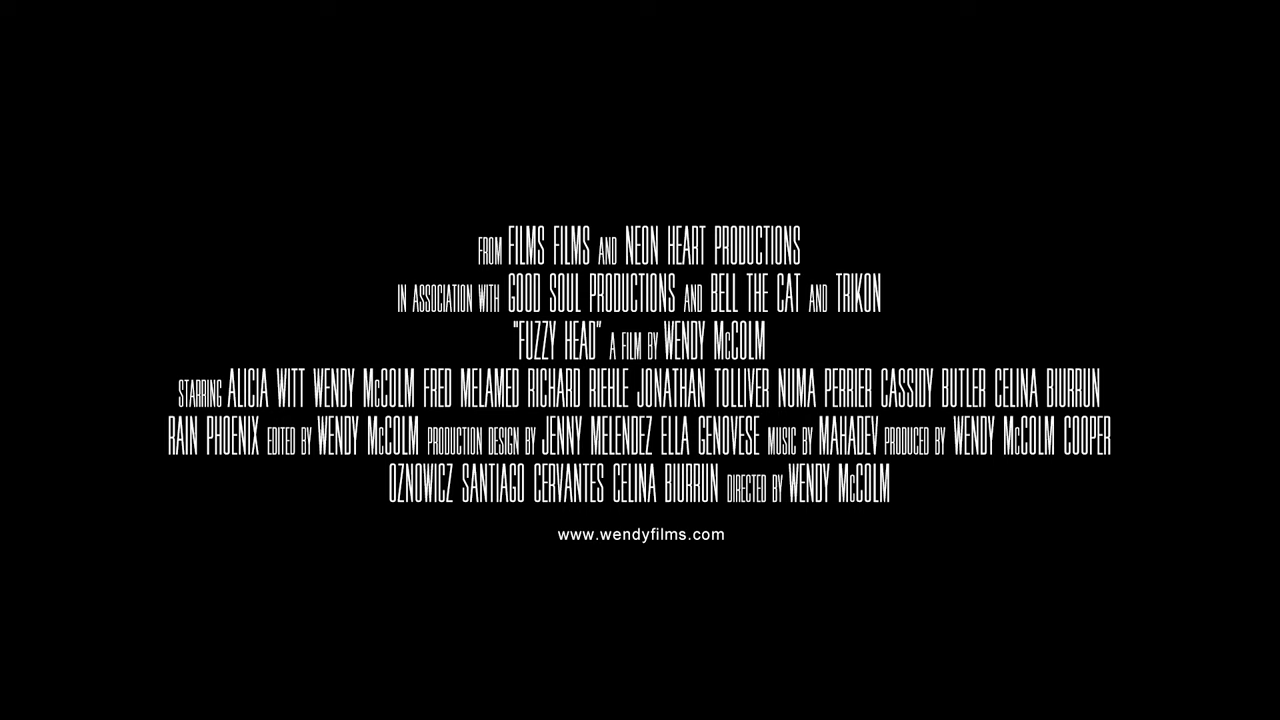 FROM FILMS FILMS AND NEON HEART PRODUCTIONS
IN ASSOCIATION WITH GOOD SOUL PRODUCTIONS AND BELL THE CAT AND TRIKON
"FUZZY HEAD" A FILM BY WENDY McCOLM
STARRING ALICIA WITT WENDY McCOLM FRED MELAMED RICHARD RIEHLE JONATHAN TOLLIVER NUMA PERRIER CASSIDY BUTLER CELINA BIURRUN
RAIN PHOENIX EDITED BY WENDY McCOLM PRODUCTION DESIGN BY JENNY MELENDEZ ELLA GENOVESE MUSIC BY MAHADEV PRODUCED BY WENDY McCOLM COOPER
OZNOWICZ SANTIAGO CERVANTES CELINA BIURRUN DIRECTED BY WENDY McCOLM
www.wendyfilms.com